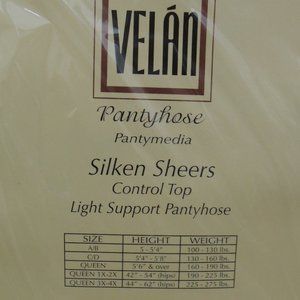 VELÁN
Pantyhose
Pantymedia
Silken Sheers
Control Top
Light Support Pantyhose
SIZE HEIGHT WEIGHT
A/B 5 - 5'4" 100 - 130 lbs.
C/D 5'4" - 5'8" 130 - 160 lbs.
QUEEN 5'6" & over 160 - 190 lbs.
QUEEN 1X-2X 42" - 54" (hips) 190 - 225 lbs.
QUEEN 3X-4X 44" - 62" (hips) 225 - 275 lbs.